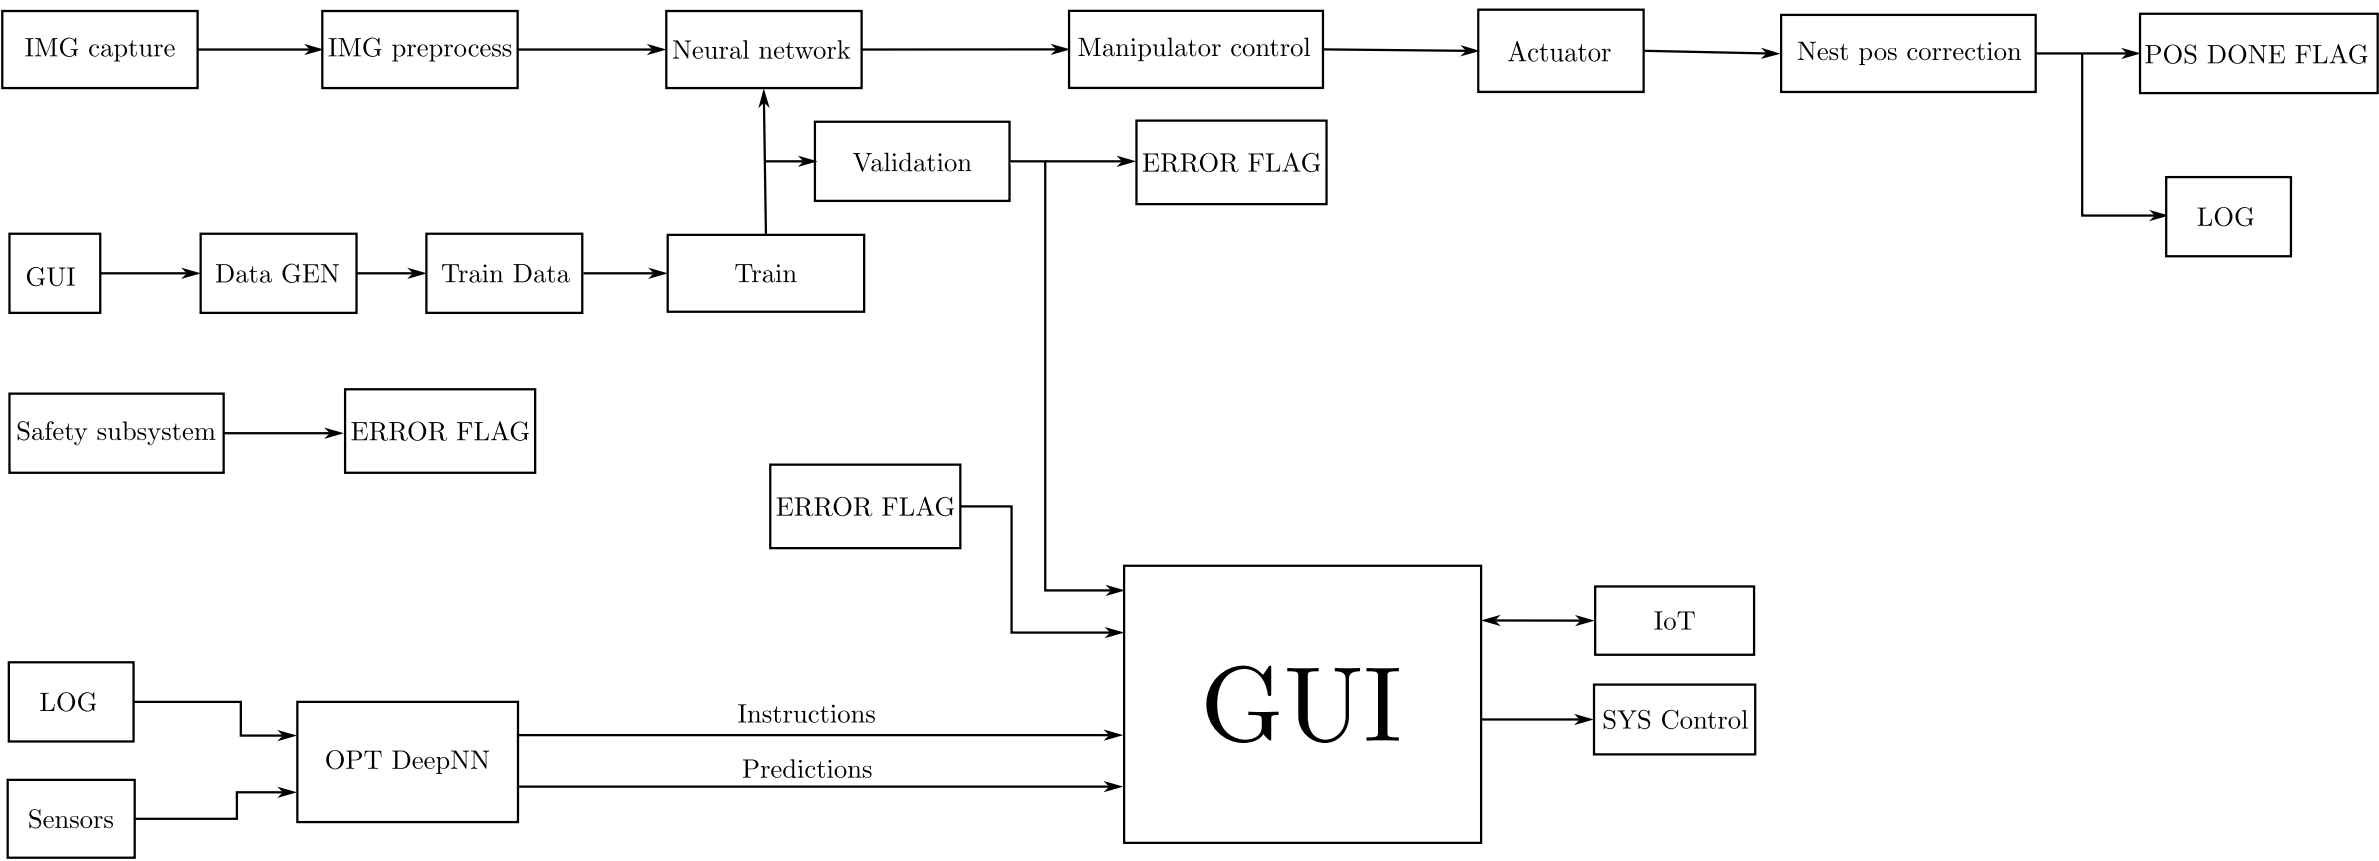 IMG capture
IMG preprocess
Neural network
Manipulator control
Actuator
Nest pos correction
POS DONE FLAG
Validation
ERROR FLAG
LOG
GUI
Data GEN
Train Data
Train
Safety subsystem
ERROR FLAG
ERROR FLAG
IoT
GUI
SYS Control
LOG
OPT DeepNN
Instructions
Predictions
Sensors